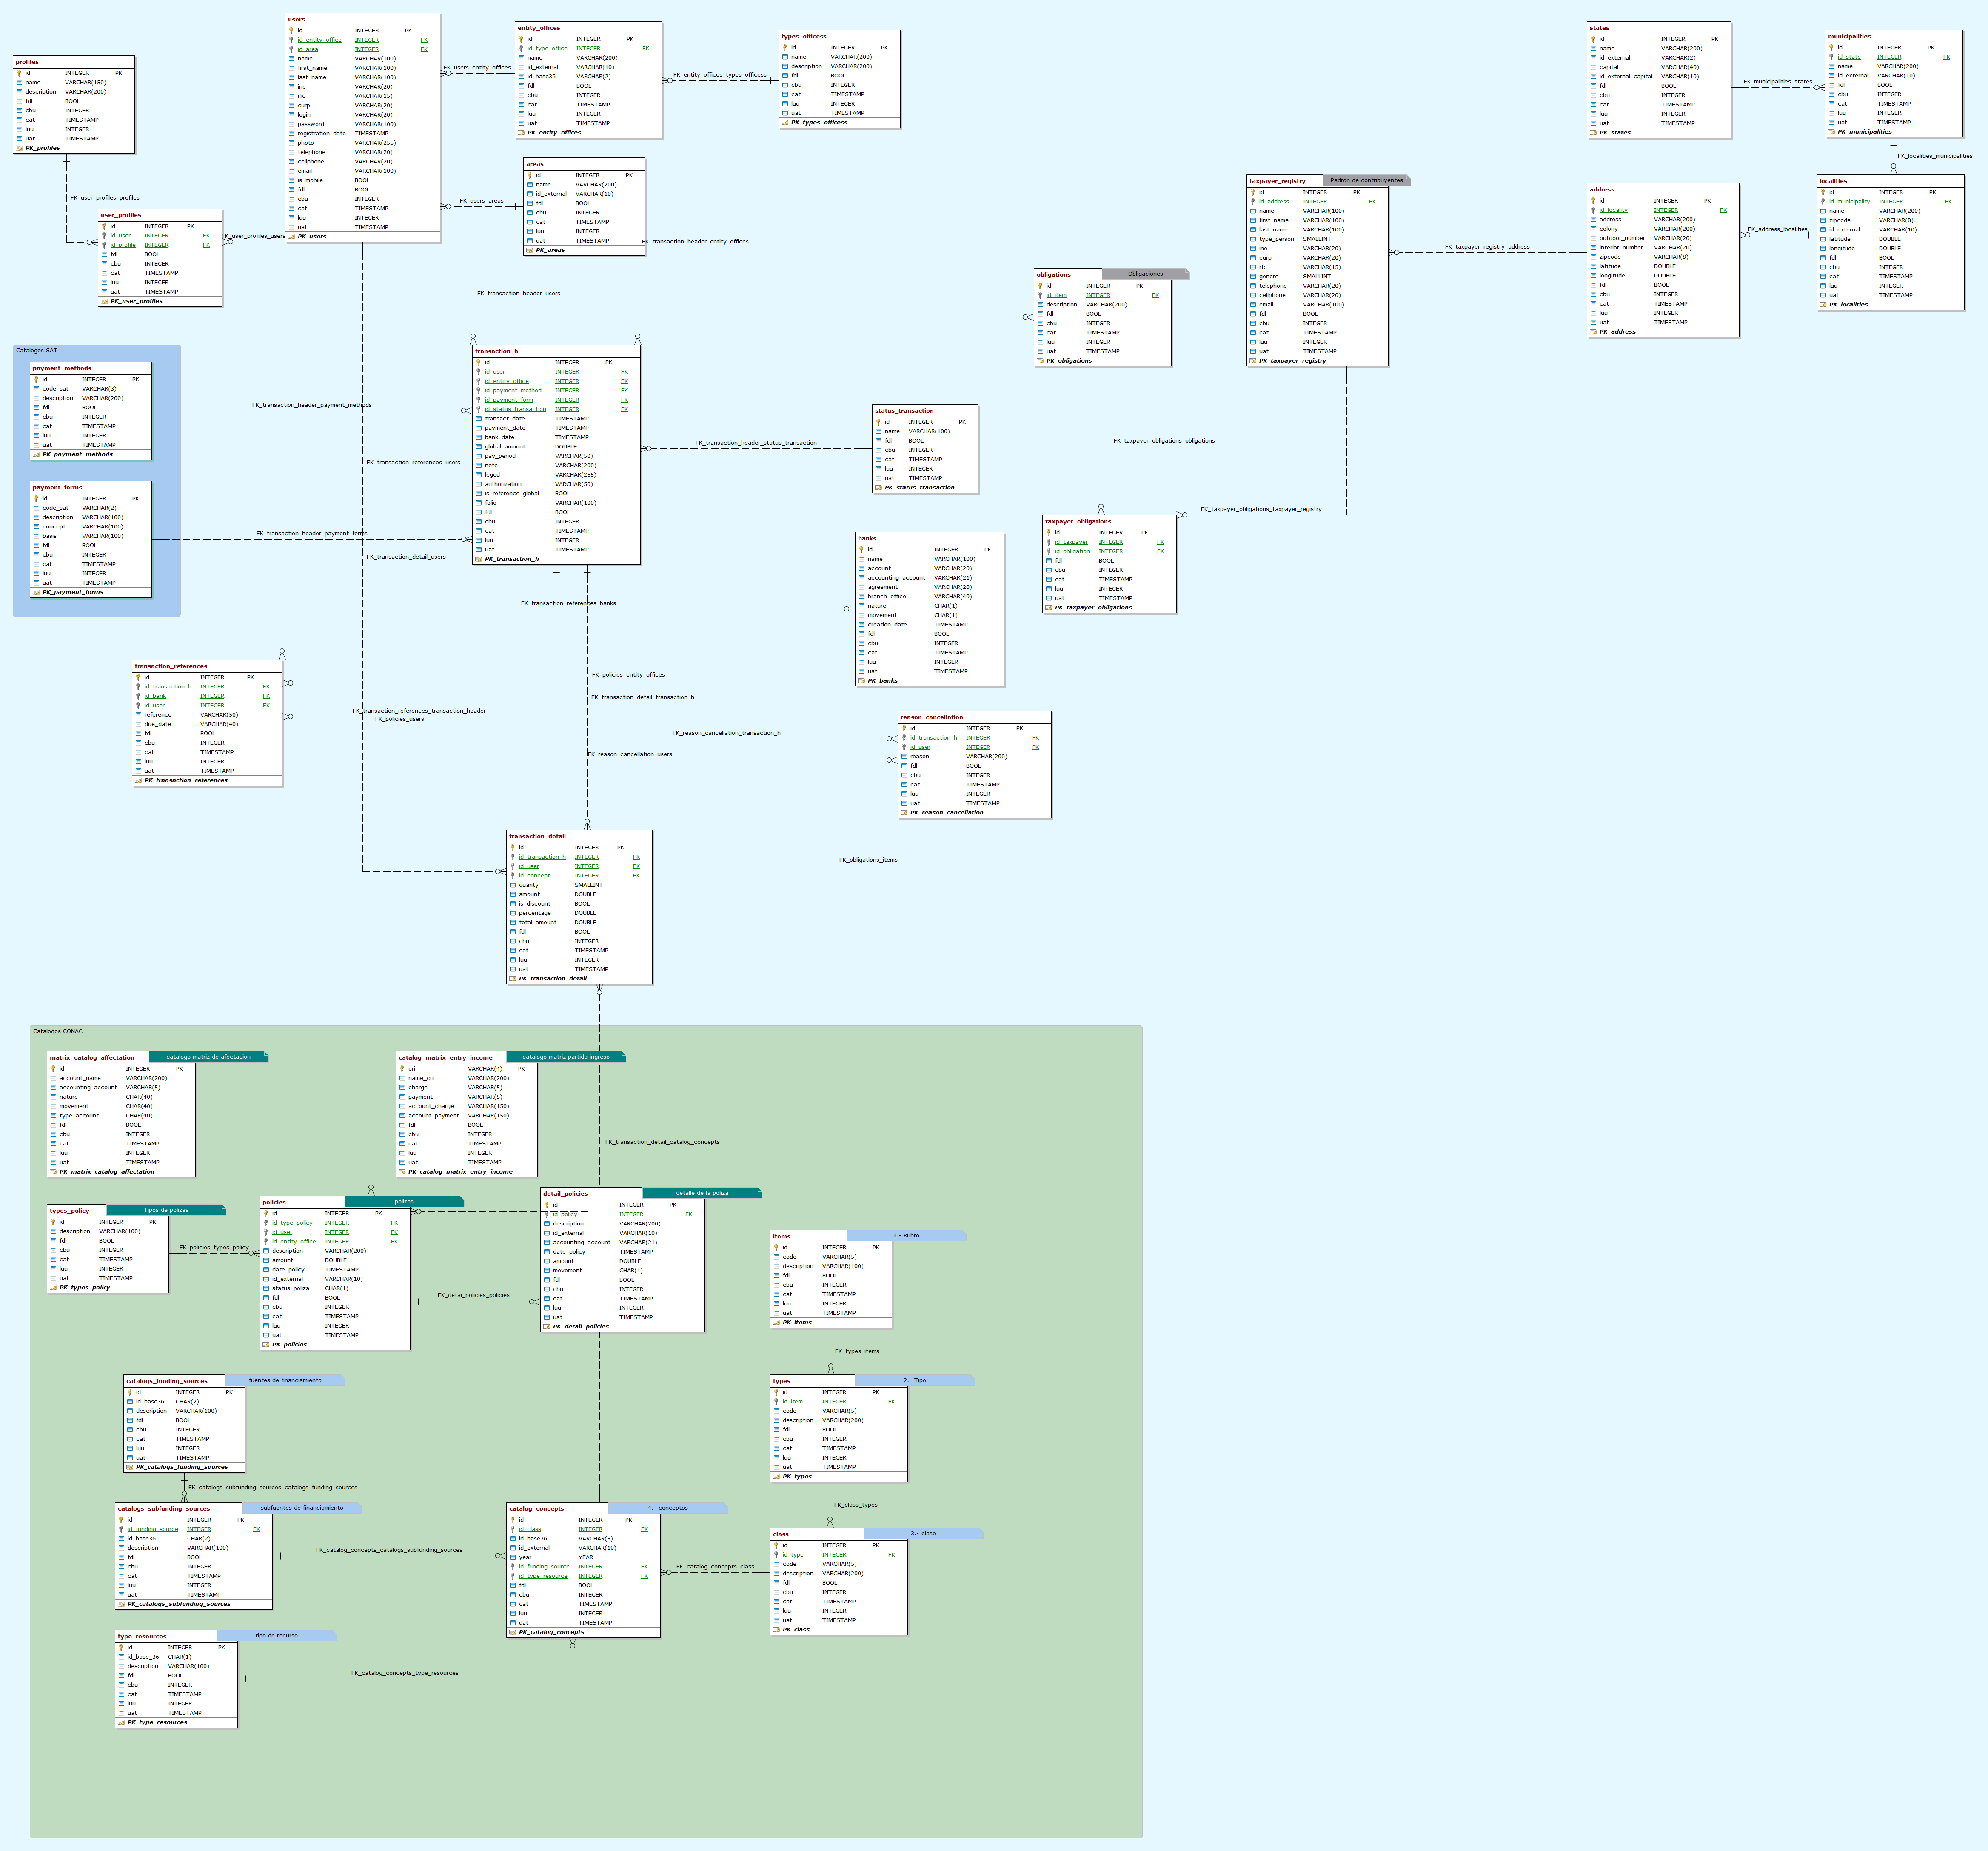 users
id INTEGER PK
id_entity_office INTEGER FK
id_area INTEGER FK
name VARCHAR(100)
first_name VARCHAR(100)
last_name VARCHAR(100)
ine VARCHAR(20)
rfc VARCHAR(15)
curp VARCHAR(20)
login VARCHAR(20)
password VARCHAR(100)
registration_date TIMESTAMP
photo VARCHAR(255)
telephone VARCHAR(20)
cellphone VARCHAR(20)
email VARCHAR(100)
is_mobile BOOL
fdl BOOL
cbu INTEGER
cat TIMESTAMP
luu INTEGER
uat TIMESTAMP
PK_users
entity_offices
id INTEGER PK
id_type_office INTEGER FK
name VARCHAR(200)
id_external VARCHAR(10)
id_base36 VARCHAR(2)
fdl BOOL
cbu INTEGER
cat TIMESTAMP
luu INTEGER
uat TIMESTAMP
PK_entity_offices
types_officess
id INTEGER PK
name VARCHAR(200)
description VARCHAR(200)
fdl BOOL
cbu INTEGER
cat TIMESTAMP
luu INTEGER
uat TIMESTAMP
PK_types_officess
states
id INTEGER PK
name VARCHAR(200)
id_external VARCHAR(2)
capital VARCHAR(40)
id_external_capital VARCHAR(10)
fdl BOOL
cbu INTEGER
cat TIMESTAMP
luu INTEGER
uat TIMESTAMP
PK_states
municipalities
id INTEGER PK
id_state INTEGER FK
name VARCHAR(200)
id_external VARCHAR(10)
fdl BOOL
cbu INTEGER
cat TIMESTAMP
luu INTEGER
uat TIMESTAMP
PK_municipalities
profiles
id INTEGER PK
name VARCHAR(150)
description VARCHAR(200)
fdl BOOL
cbu INTEGER
cat TIMESTAMP
luu INTEGER
uat TIMESTAMP
PK_profiles
FK_users_entity_offices
FK_entity_offices_types_officess
FK_municipalities_states
FK_localities_municipalities
areas
id INTEGER PK
name VARCHAR(200)
id_external VARCHAR(10)
fdl BOOL
cbu INTEGER
cat TIMESTAMP
luu INTEGER
uat TIMESTAMP
PK_areas
FK_user_profiles_profiles
FK_users_areas
user_profiles
id INTEGER PK
id_user INTEGER FK
id_profile INTEGER FK
fdl BOOL
cbu INTEGER
cat TIMESTAMP
luu INTEGER
uat TIMESTAMP
PK_user_profiles
FK_user_profiles_users
FK_transaction_header_entity_offices
FK_transaction_header_users
taxpayer_registry
Padron de contribuyentes
id INTEGER PK
id_address INTEGER FK
name VARCHAR(100)
first_name VARCHAR(100)
last_name VARCHAR(100)
type_person SMALLINT
ine VARCHAR(20)
curp VARCHAR(20)
rfc VARCHAR(15)
genere SMALLINT
telephone VARCHAR(20)
cellphone VARCHAR(20)
email VARCHAR(100)
fdl BOOL
cbu INTEGER
cat TIMESTAMP
luu INTEGER
uat TIMESTAMP
PK_taxpayer_registry
FK_taxpayer_registry_address
address
id INTEGER PK
id_locality INTEGER FK
address VARCHAR(200)
colony VARCHAR(200)
outdoor_number VARCHAR(20)
interior_number VARCHAR(20)
zipcode VARCHAR(8)
latitude DOUBLE
longitude DOUBLE
fdl BOOL
cbu INTEGER
cat TIMESTAMP
luu INTEGER
uat TIMESTAMP
PK_address
FK_address_localities
localities
id INTEGER PK
id_municipality INTEGER FK
name VARCHAR(200)
zipcode VARCHAR(8)
id_external VARCHAR(10)
latitude DOUBLE
longitude DOUBLE
fdl BOOL
cbu INTEGER
cat TIMESTAMP
luu INTEGER
uat TIMESTAMP
PK_localities
obligations
Obligaciones
id INTEGER PK
id_item INTEGER FK
description VARCHAR(200)
fdl BOOL
cbu INTEGER
cat TIMESTAMP
luu INTEGER
uat TIMESTAMP
PK_obligations
Catalogos SAT
payment_methods
id INTEGER PK
code_sat VARCHAR(3)
description VARCHAR(200)
fdl BOOL
cbu INTEGER
cat TIMESTAMP
luu INTEGER
uat TIMESTAMP
PK_payment_methods
payment_forms
id INTEGER PK
code_sat VARCHAR(2)
description VARCHAR(100)
concept VARCHAR(100)
basis VARCHAR(100)
fdl BOOL
cbu INTEGER
cat TIMESTAMP
luu INTEGER
uat TIMESTAMP
PK_payment_forms
FK_transaction_header_payment_methods
FK_transaction_references_users
FK_transaction_header_payment_forms
FK_transaction_detail_users
transaction_h
id INTEGER PK
id_user INTEGER FK
id_entity_office INTEGER FK
id_payment_method INTEGER FK
id_payment_form INTEGER FK
id_status_transaction INTEGER FK
transact_date TIMESTAMP
payment_date TIMESTAMP
bank_date TIMESTAMP
global_amount DOUBLE
pay_period VARCHAR(50)
note VARCHAR(200)
leged VARCHAR(255)
authorization VARCHAR(50)
is_reference_global BOOL
folio VARCHAR(100)
fdl BOOL
cbu INTEGER
cat TIMESTAMP
luu INTEGER
uat TIMESTAMP
PK_transaction_h
FK_transaction_header_status_transaction
status_transaction
id INTEGER PK
name VARCHAR(100)
fdl BOOL
cbu INTEGER
cat TIMESTAMP
luu INTEGER
uat TIMESTAMP
PK_status_transaction
FK_taxpayer_obligations_obligations
FK_taxpayer_obligations_taxpayer_registry
taxpayer_obligations
id INTEGER PK
id_taxpayer INTEGER FK
id_obligation INTEGER FK
fdl BOOL
cbu INTEGER
cat TIMESTAMP
luu INTEGER
uat TIMESTAMP
PK_taxpayer_obligations
banks
id INTEGER PK
name VARCHAR(100)
account VARCHAR(20)
accounting_account VARCHAR(21)
agreement VARCHAR(20)
branch_office VARCHAR(40)
nature CHAR(1)
movement CHAR(1)
creation_date TIMESTAMP
fdl BOOL
cbu INTEGER
cat TIMESTAMP
luu INTEGER
uat TIMESTAMP
PK_banks
FK_transaction_references_banks
transaction_references
id INTEGER PK
id_transaction_h INTEGER FK
id_bank INTEGER FK
id_user INTEGER FK
reference VARCHAR(50)
due_date VARCHAR(40)
fdl BOOL
cbu INTEGER
cat TIMESTAMP
luu INTEGER
uat TIMESTAMP
PK_transaction_references
FK_policies_entity_offices
FK_transaction_detail_transaction_h
FK_transaction_references_transaction_header
FK_policies_users
FK_reason_cancellation_transaction_h
FK_reason_cancellation_users
reason_cancellation
id INTEGER PK
id_transaction_h INTEGER FK
id_user INTEGER FK
reason VARCHAR(200)
fdl BOOL
cbu INTEGER
cat TIMESTAMP
luu INTEGER
uat TIMESTAMP
PK_reason_cancellation
transaction_detail
id INTEGER PK
id_transaction_h INTEGER FK
id_user INTEGER FK
id_concept INTEGER FK
quanty SMALLINT
amount DOUBLE
is_discount BOOL
percentage DOUBLE
total_amount DOUBLE
fdl BOOL
cbu INTEGER
cat TIMESTAMP
luu INTEGER
uat TIMESTAMP
PK_transaction_detail
FK_obligations_items
Catalogos CONAC
matrix_catalog_affectation
catalogo matriz de afectacion
id INTEGER PK
account_name VARCHAR(200)
accounting_account VARCHAR(5)
nature CHAR(40)
movement CHAR(40)
type_account CHAR(40)
fdl BOOL
cbu INTEGER
cat TIMESTAMP
luu INTEGER
uat TIMESTAMP
PK_matrix_catalog_affectation
catalog_matrix_entry_income
catalogo matriz partida ingreso
cri VARCHAR(4) PK
name_cri VARCHAR(200)
charge VARCHAR(5)
payment VARCHAR(5)
account_charge VARCHAR(150)
account_payment VARCHAR(150)
fdl BOOL
cbu INTEGER
cat TIMESTAMP
luu INTEGER
uat TIMESTAMP
PK_catalog_matrix_entry_income
FK_transaction_detail_catalog_concepts
types_policy
Tipos de polizas
id INTEGER PK
description VARCHAR(100)
fdl BOOL
cbu INTEGER
cat TIMESTAMP
luu INTEGER
uat TIMESTAMP
PK_types_policy
FK_policies_types_policy
policies
polizas
id INTEGER PK
id_type_policy INTEGER FK
id_user INTEGER FK
id_entity_office INTEGER FK
description VARCHAR(200)
amount DOUBLE
date_policy TIMESTAMP
id_external VARCHAR(10)
status_poliza CHAR(1)
fdl BOOL
cbu INTEGER
cat TIMESTAMP
luu INTEGER
uat TIMESTAMP
PK_policies
FK_detai_policies_policies
detail_policies
detalle de la poliza
id INTEGER PK
id_policy INTEGER FK
description VARCHAR(200)
id_external VARCHAR(10)
accounting_account VARCHAR(21)
date_policy TIMESTAMP
amount DOUBLE
movement CHAR(1)
fdl BOOL
cbu INTEGER
cat TIMESTAMP
luu INTEGER
uat TIMESTAMP
PK_detail_policies
items
1.- Rubro
id INTEGER PK
code VARCHAR(5)
description VARCHAR(100)
fdl BOOL
cbu INTEGER
cat TIMESTAMP
luu INTEGER
uat TIMESTAMP
PK_items
FK_types_items
types
2.- Tipo
id INTEGER PK
id_item INTEGER FK
code VARCHAR(5)
description VARCHAR(200)
fdl BOOL
cbu INTEGER
cat TIMESTAMP
luu INTEGER
uat TIMESTAMP
PK_types
FK_class_types
catalogs_funding_sources
fuentes de financiamiento
id INTEGER PK
id_base36 CHAR(2)
description VARCHAR(100)
fdl BOOL
cbu INTEGER
cat TIMESTAMP
luu INTEGER
uat TIMESTAMP
PK_catalogs_funding_sources
FK_catalogs_subfunding_sources_catalogs_funding_sources
catalogs_subfunding_sources
subfuentes de financiamiento
id INTEGER PK
id_funding_source INTEGER FK
id_base36 CHAR(2)
description VARCHAR(100)
fdl BOOL
cbu INTEGER
cat TIMESTAMP
luu INTEGER
uat TIMESTAMP
PK_catalogs_subfunding_sources
FK_catalog_concepts_catalogs_subfunding_sources
catalog_concepts
4.- conceptos
id INTEGER PK
id_class INTEGER FK
id_base36 VARCHAR(5)
id_external VARCHAR(10)
year YEAR
id_funding_source INTEGER FK
id_type_resource INTEGER FK
fdl BOOL
cbu INTEGER
cat TIMESTAMP
luu INTEGER
uat TIMESTAMP
PK_catalog_concepts
FK_catalog_concepts_class
class
3.- clase
id INTEGER PK
id_type INTEGER FK
code VARCHAR(5)
description VARCHAR(200)
fdl BOOL
cbu INTEGER
cat TIMESTAMP
luu INTEGER
uat TIMESTAMP
PK_class
type_resources
tipo de recurso
id INTEGER PK
id_base_36 CHAR(1)
description VARCHAR(100)
fdl BOOL
cbu INTEGER
cat TIMESTAMP
luu INTEGER
uat TIMESTAMP
PK_type_resources
FK_catalog_concepts_type_resources